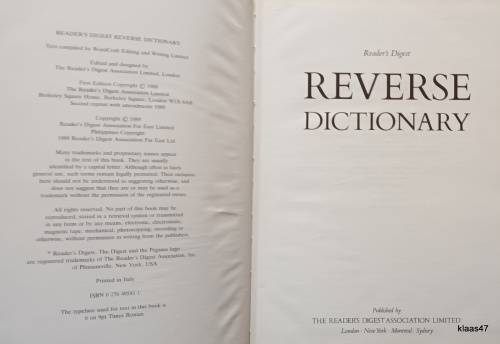 READER'S DIGEST REVERSE DICTIONARY
Text compiled by WordCraft Editing and Writing Limited
Edited and designed by
The Reader's Digest Association Limited, London
First Edition Copyright © 1989
The Reader's Digest Association Limited,
Berkeley Square House, Berkeley Square, London W1X 6AB
Second reprint with amendments 1990
Copyright © 1989
Reader's Digest Association Far East Limited
Philippines Copyright
1989 Reader's Digest Association Far East Ltd
Many trademarks and proprietary names appear
in the text of this book. They are usually
identified by a capital letter. Although often in fairly
general use, such terms remain legally permanent. Their inclusion
here should not be understood as suggesting otherwise, and
does not suggest that they are or may be used as a
trademark without the permission of the registered owner.
All rights reserved. No part of this book may be
reproduced, stored in a retrieval system or transmitted
in any form or by any means, electronic, electrostatic,
magnetic tape, mechanical, photocopying, recording or
otherwise, without permission in writing from the publishers.
® Reader's Digest, The Digest and the Pegasus logo
are registered trademarks of The Reader's Digest Association, Inc
of Pleasantville, New York, USA
Printed in Italy
ISBN 0 276
The typeface used for text in this book is
on 9pt Times Roman
Reader's Digest
REVERSE
DICTIONARY
Published by
THE READER'S DIGEST ASSOCIATION LIMITED
London · New York · Montreal · Sydney
klaas47